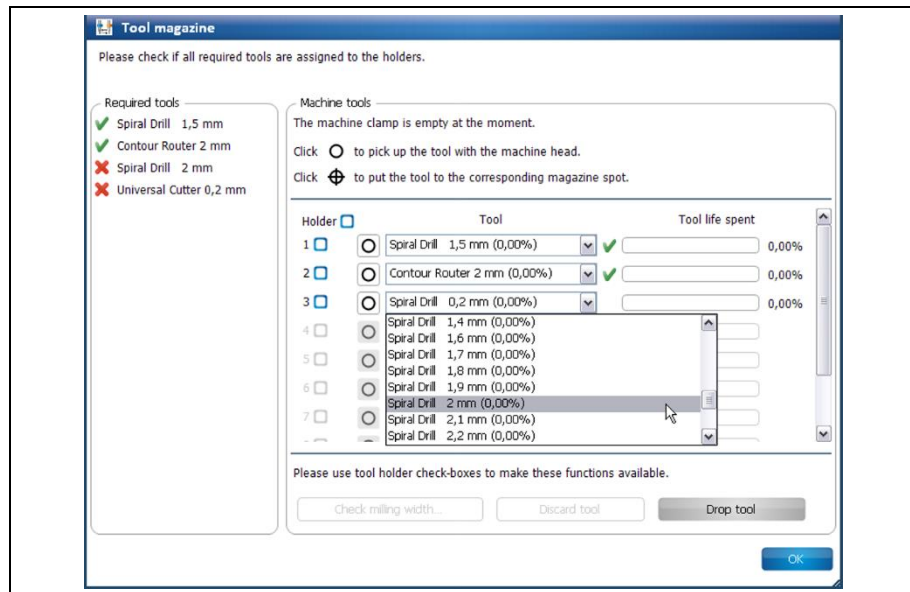 Tool magazine
Please check if all required tools are assigned to the holders.
Required tools
Spiral Drill 1,5 mm
Contour Router 2 mm
Spiral Drill 2 mm
Universal Cutter 0,2 mm
Machine tools
The machine clamp is empty at the moment.
Click to pick up the tool with the machine head.
Click to put the tool to the corresponding magazine spot.
Holder Tool Tool life spent
1 Spiral Drill 1,5 mm (0,00%) 0,00%
2 Contour Router 2 mm (0,00%) 0,00%
3 Spiral Drill 0,2 mm (0,00%) 0,00%
4 Spiral Drill 1,4 mm (0,00%)
Spiral Drill 1,6 mm (0,00%)
5 Spiral Drill 1,7 mm (0,00%)
Spiral Drill 1,8 mm (0,00%)
6 Spiral Drill 1,9 mm (0,00%)
Spiral Drill 2 mm (0,00%)
7 Spiral Drill 2,1 mm (0,00%)
Spiral Drill 2,2 mm (0,00%)
Please use tool holder check-boxes to make these functions available.
Check milling width... Discard tool Drop tool
OK